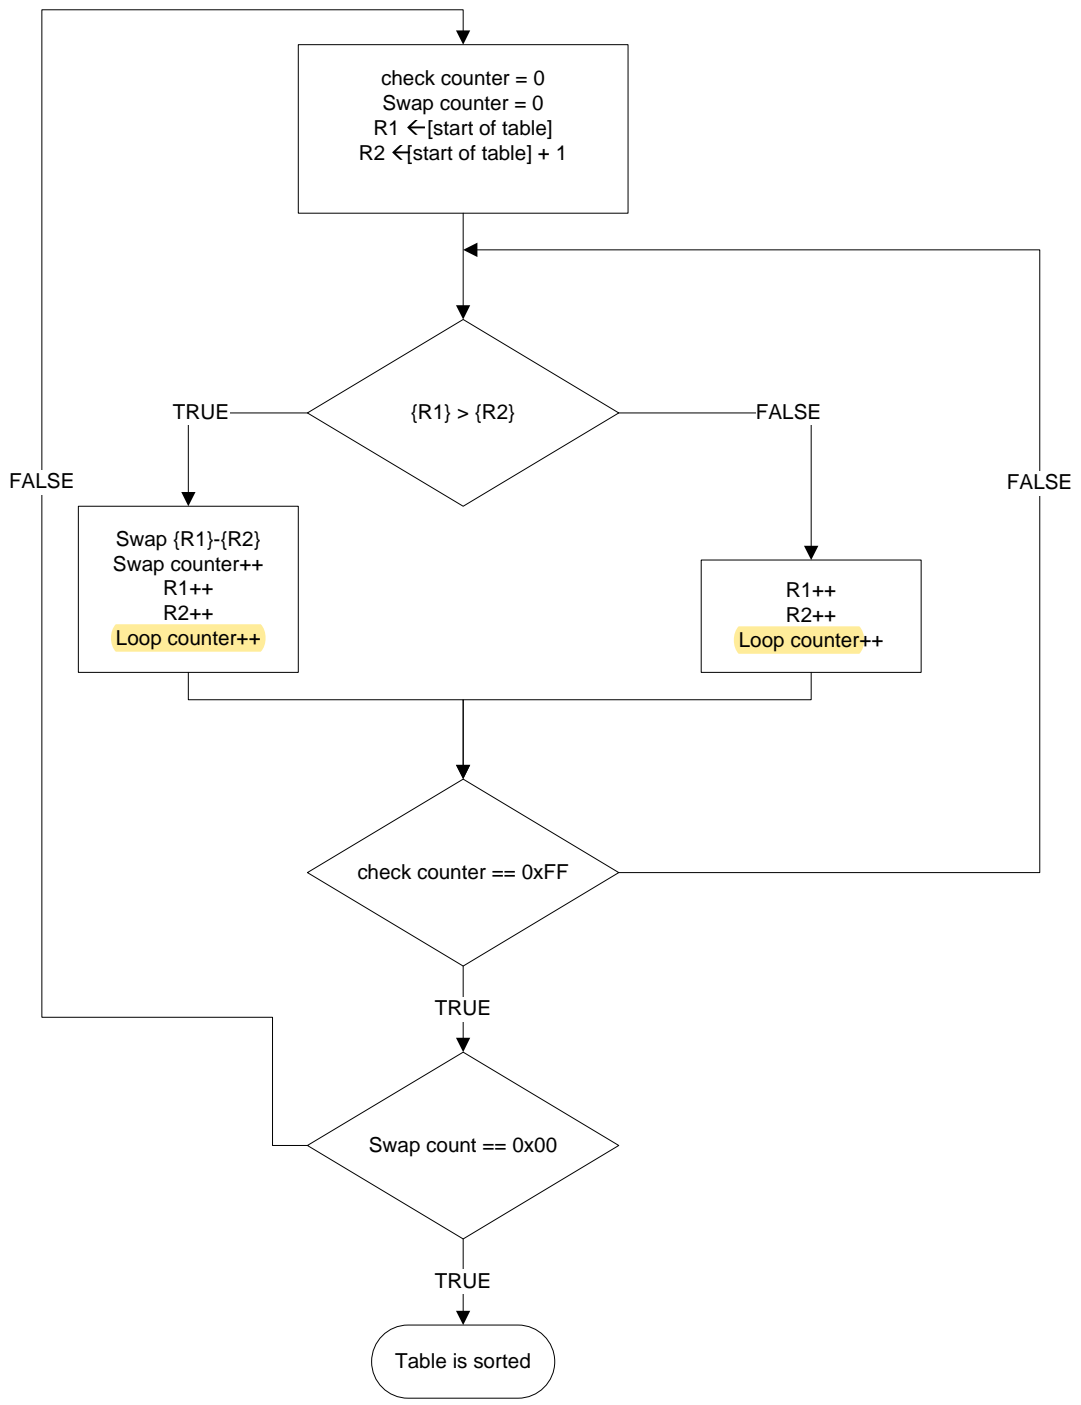 check counter = 0
Swap counter = 0
R1 ←[start of table]
R2 ←[start of table] + 1
{R1} > {R2}
TRUE
FALSE
FALSE
FALSE
Swap {R1}-{R2}
Swap counter++
R1++
R2++
Loop counter++
R1++
R2++
Loop counter++
check counter == 0xFF
TRUE
Swap count == 0x00
TRUE
Table is sorted